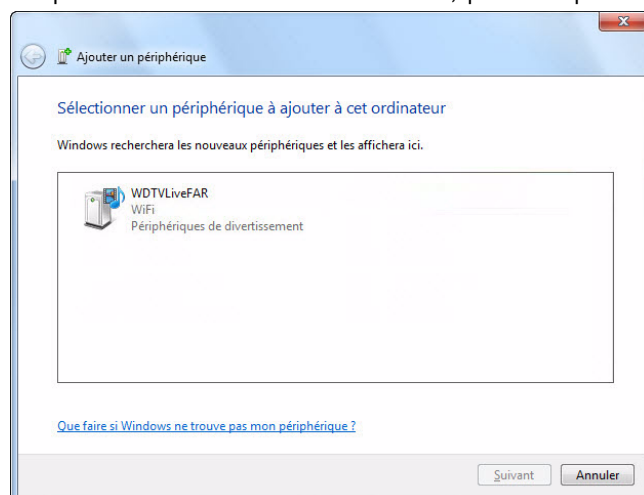 Ajouter un périphérique
Sélectionner un périphérique à ajouter à cet ordinateur
Windows recherchera les nouveaux périphériques et les affichera ici.
WDTVLiveFAR
WiFi
Périphériques de divertissement
Que faire si Windows ne trouve pas mon périphérique ?
Suivant Annuler